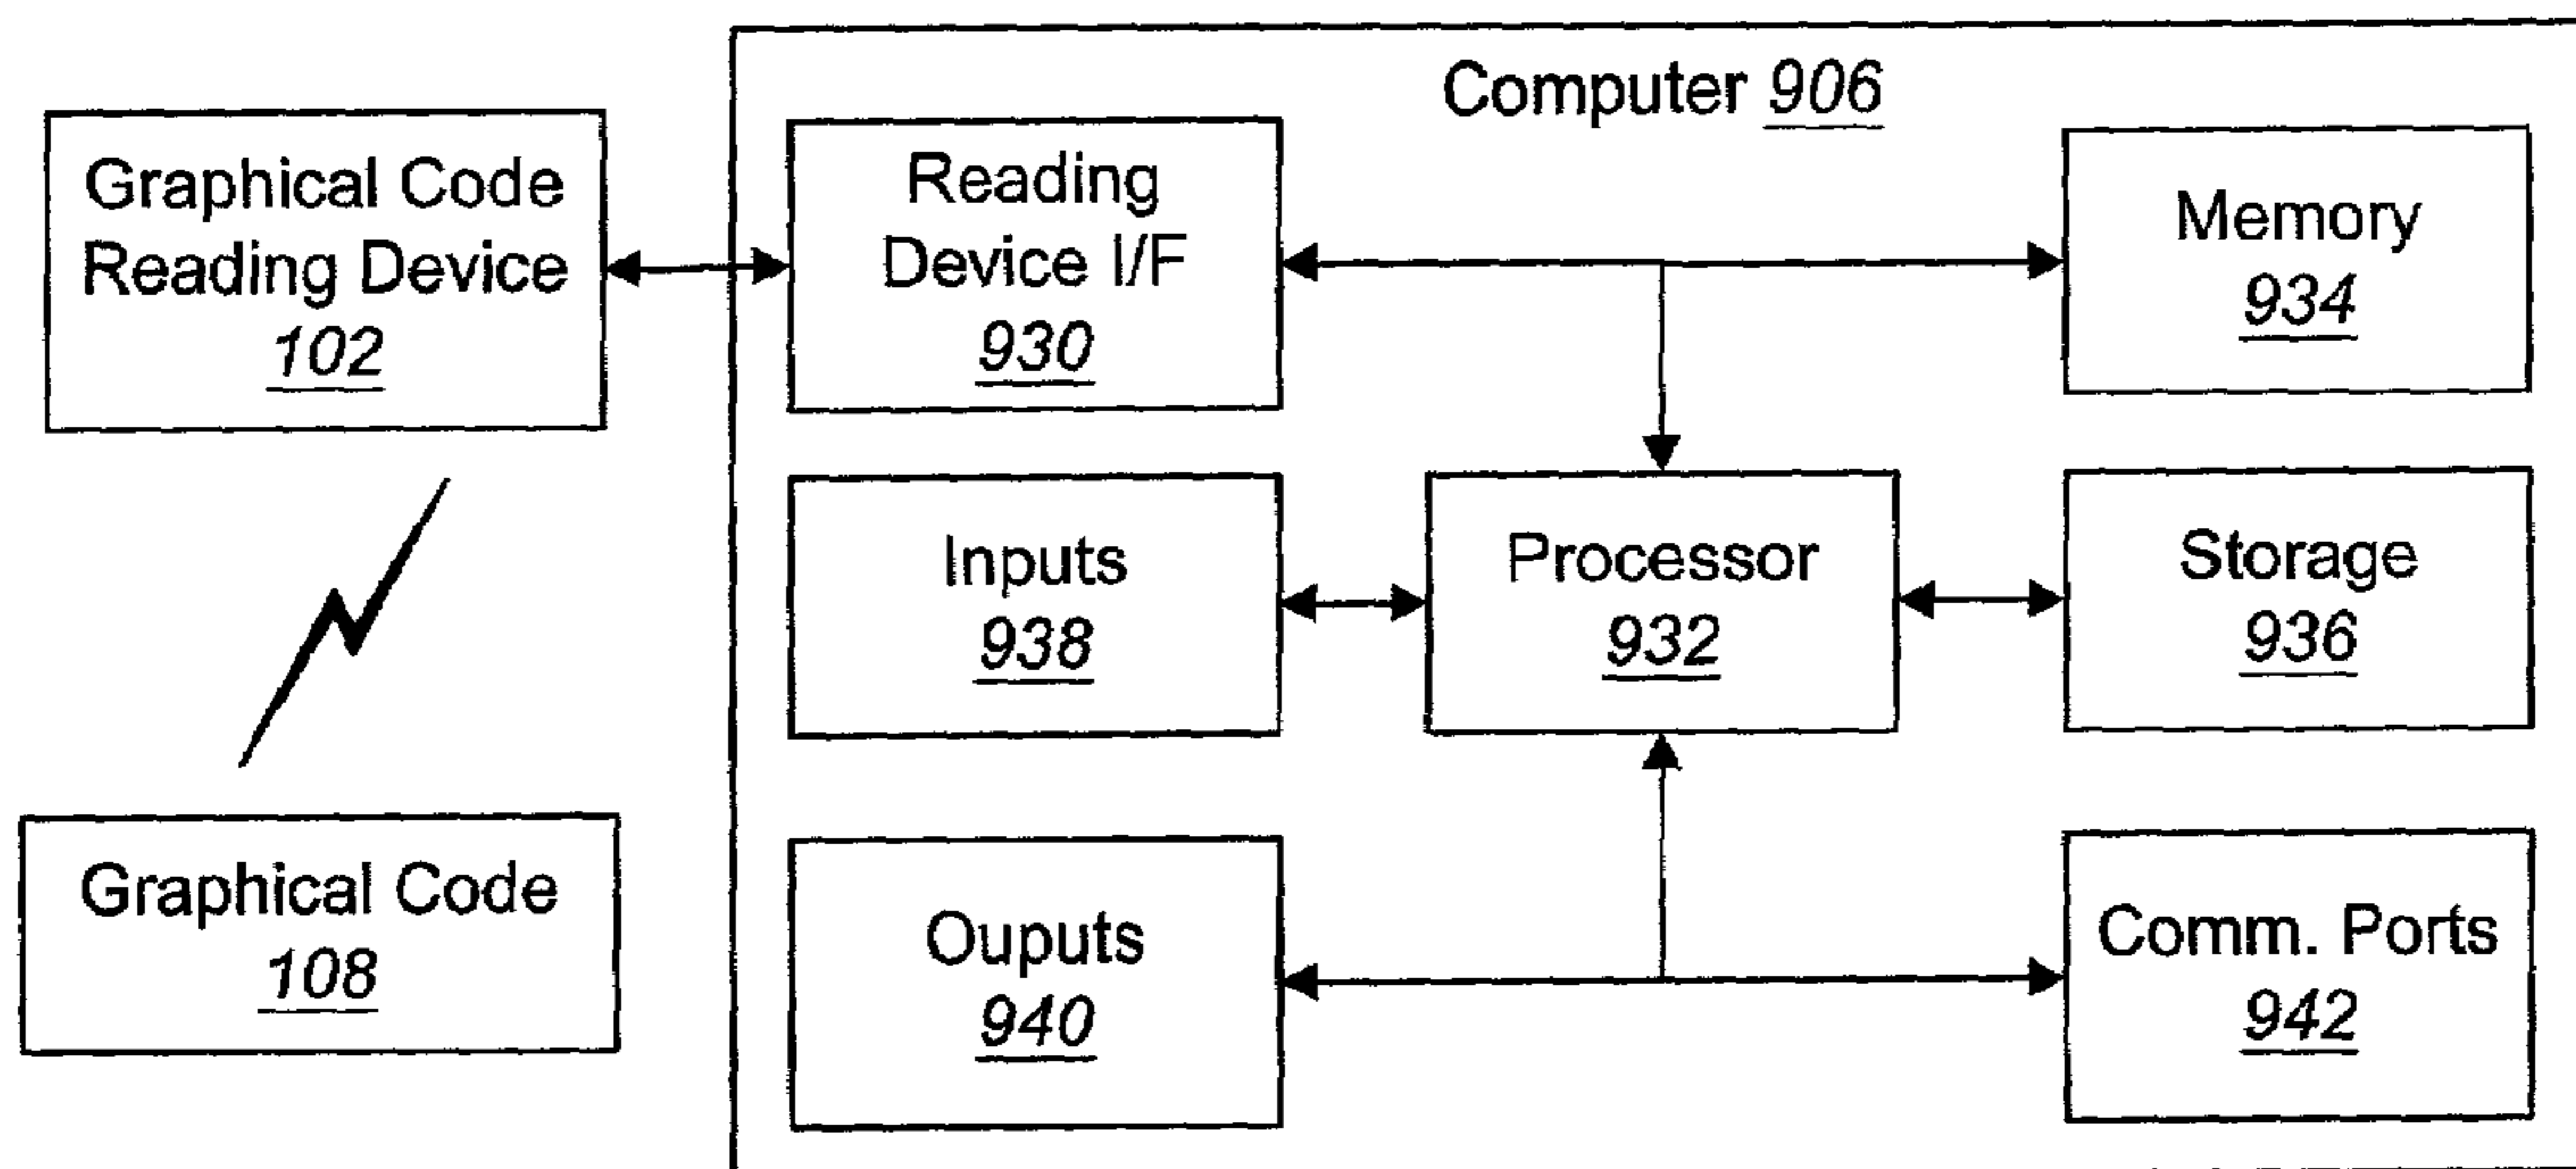 Computer 906
Graphical Code
Reading Device
102
Reading
Device I/F
930
Memory
934
Inputs
938
Processor
932
Storage
936
Graphical Code
108
Ouputs
940
Comm. Ports
942